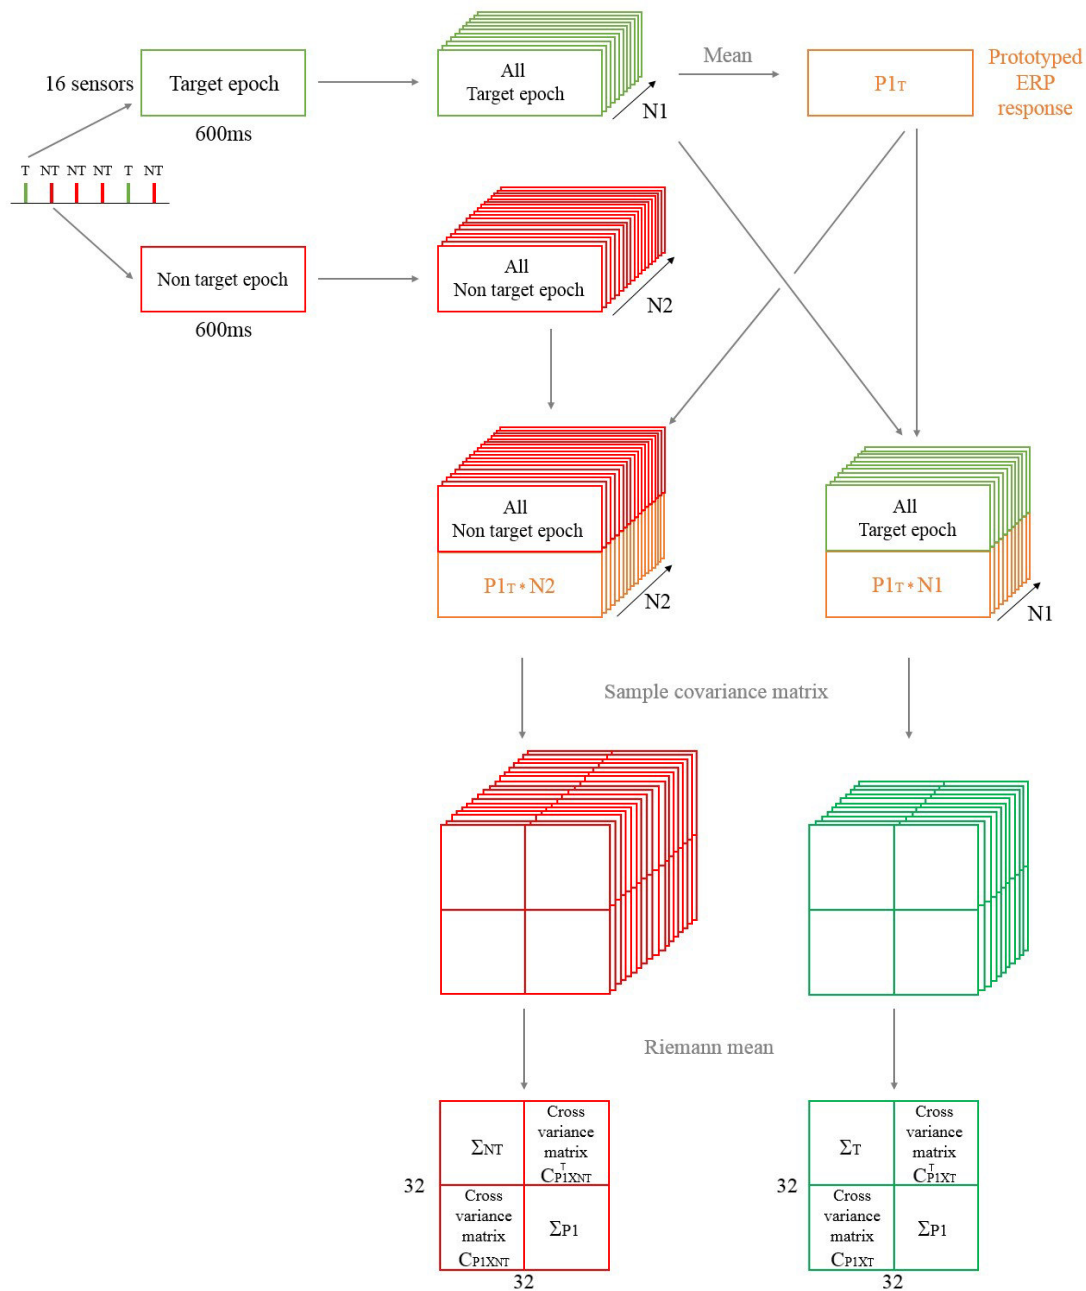 16 sensors
Target epoch
600ms
All
Target epoch
N1
Mean
P1T
Prototyped
ERP
response
T NT NT NT T NT
Non target epoch
600ms
All
Non target epoch
N2
All
Non target epoch
P1T * N2
N2
All
Target epoch
P1T * N1
N1
Sample covariance matrix
Riemann mean
ΣNT
Cross
variance
matrix
C^T P1XNT
32
Cross
variance
matrix
CP1XNT
ΣP1
32
ΣT
Cross
variance
matrix
C^T P1XT
32
Cross
variance
matrix
CP1XT
ΣP1
32